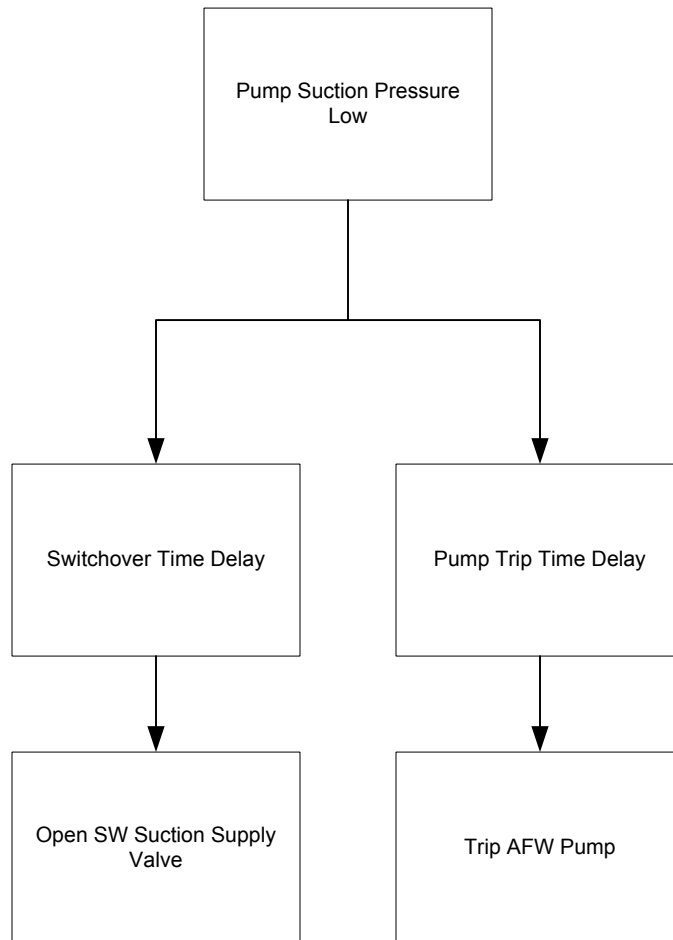 Pump Suction Pressure
Low
Switchover Time Delay
Pump Trip Time Delay
Open SW Suction Supply
Valve
Trip AFW Pump